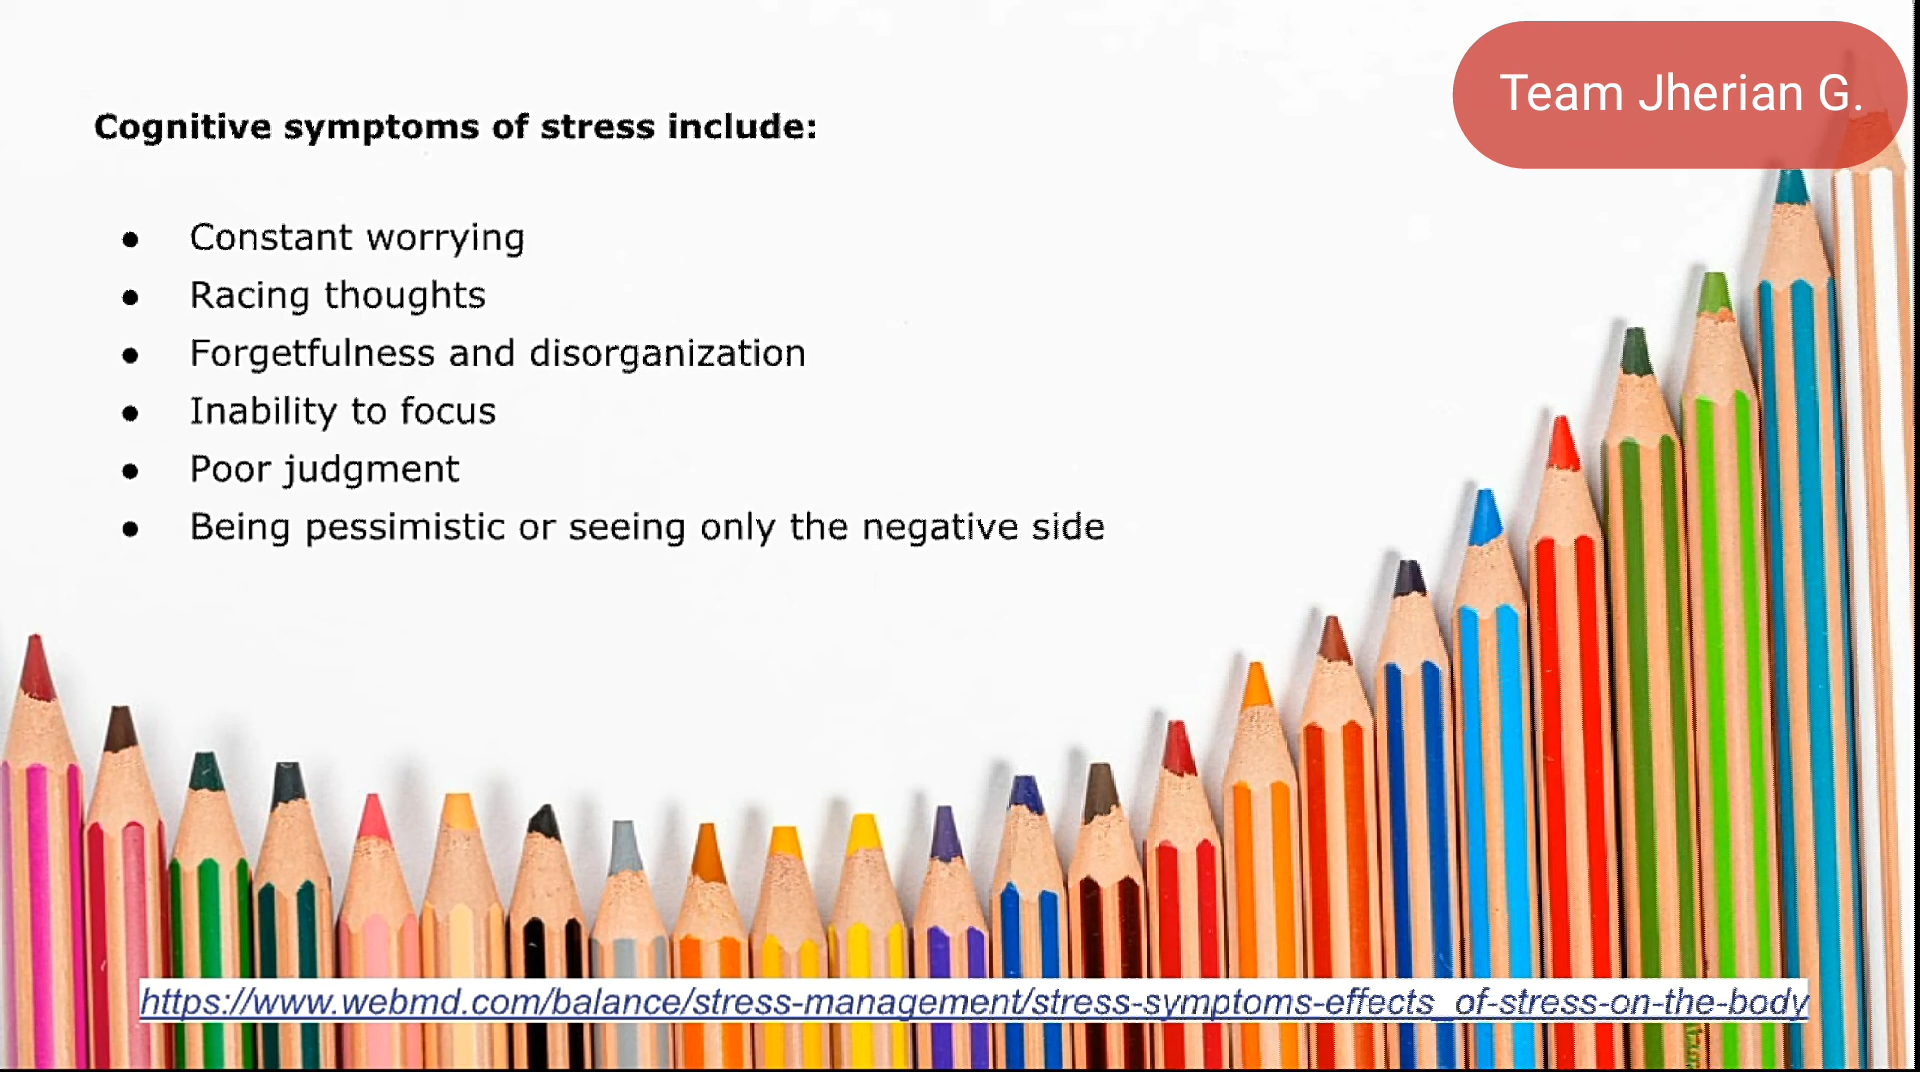 Team Jherian G.
Cognitive symptoms of stress include:
● Constant worrying
● Racing thoughts
● Forgetfulness and disorganization
● Inability to focus
● Poor judgment
● Being pessimistic or seeing only the negative side
https://www.webmd.com/balance/stress-management/stress-symptoms-effects_of-stress-on-the-body